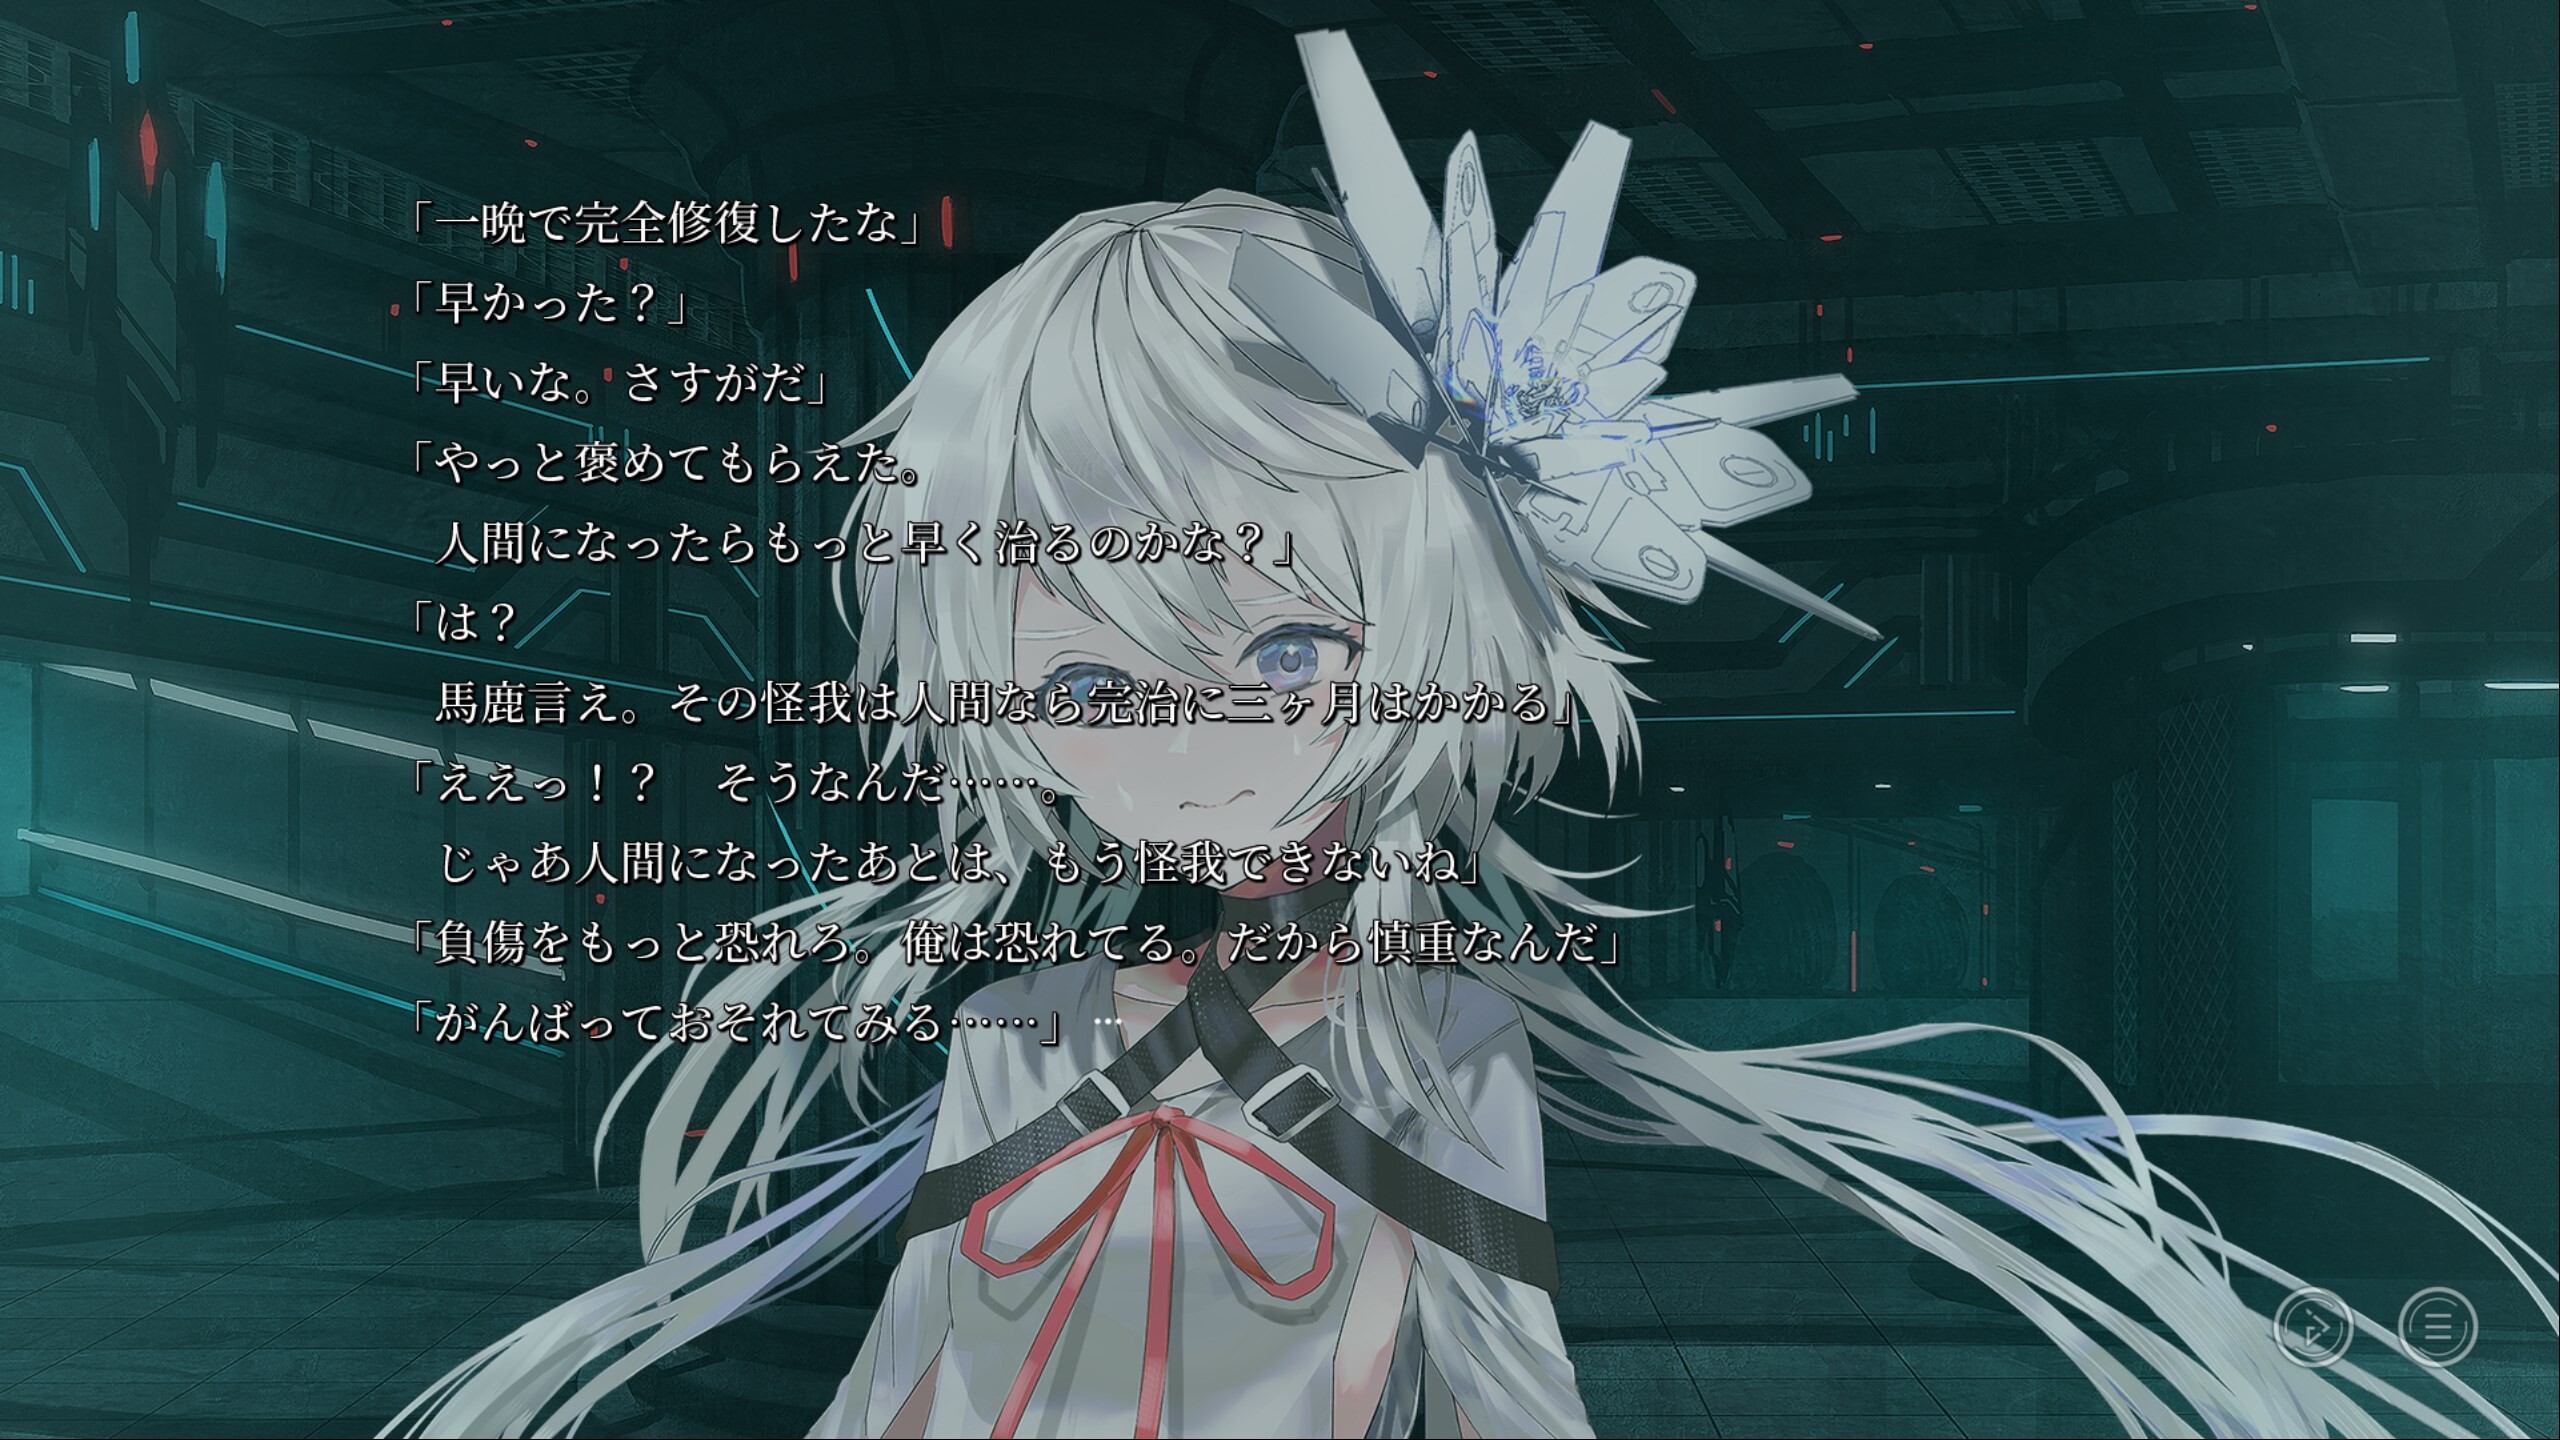 「一晩で完全修復したな」
「早かった？」
「早いな。さすがだ」
「やっと褒めてもらえた。
人間になったらもっと早く治るのかな？」
「は？
馬鹿言え。その怪我は人間なら完治に三ヶ月はかかる」
「ええっ！？　そうなんだ……。
じゃあ人間になったあとは、もう怪我できないね」
「負傷をもっと恐れろ。俺は恐れてる。だから慎重なんだ」
「がんばっておそれてみる……」…